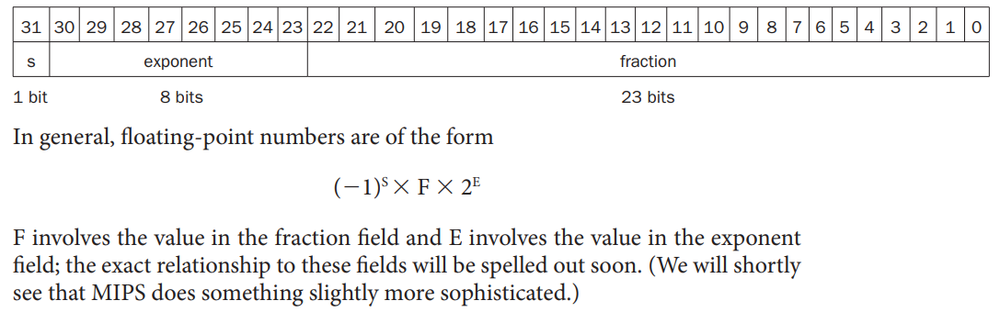 31 30 29 28 27 26 25 24 23 22 21 20 19 18 17 16 15 14 13 12 11 10 9 8 7 6 5 4 3 2 1 0
s exponent fraction
1 bit 8 bits 23 bits
In general, floating-point numbers are of the form
(−1)^S × F × 2^E
F involves the value in the fraction field and E involves the value in the exponent
field; the exact relationship to these fields will be spelled out soon. (We will shortly
see that MIPS does something slightly more sophisticated.)